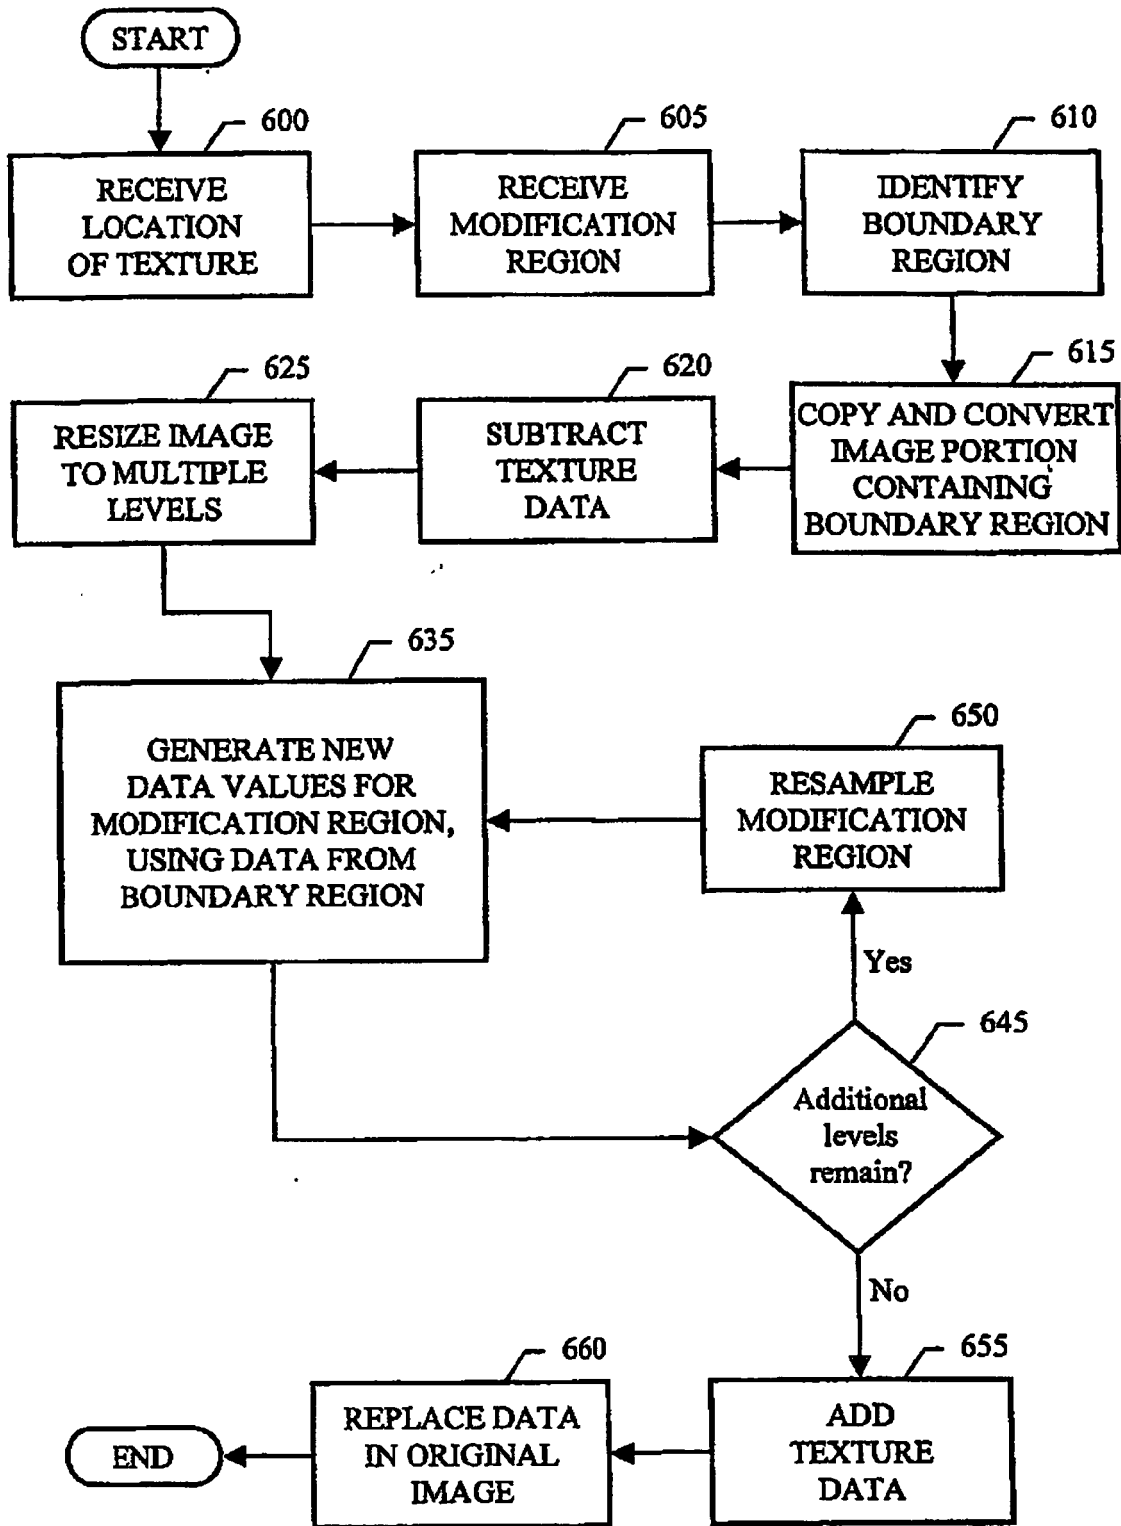 START
600
RECEIVE
LOCATION
OF TEXTURE
605
RECEIVE
MODIFICATION
REGION
610
IDENTIFY
BOUNDARY
REGION
615
COPY AND CONVERT
IMAGE PORTION
CONTAINING
BOUNDARY REGION
620
SUBTRACT
TEXTURE
DATA
625
RESIZE IMAGE
TO MULTIPLE
LEVELS
635
GENERATE NEW
DATA VALUES FOR
MODIFICATION REGION,
USING DATA FROM
BOUNDARY REGION
650
RESAMPLE
MODIFICATION
REGION
Yes
645
Additional
levels
remain?
No
655
ADD
TEXTURE
DATA
660
REPLACE DATA
IN ORIGINAL
IMAGE
END